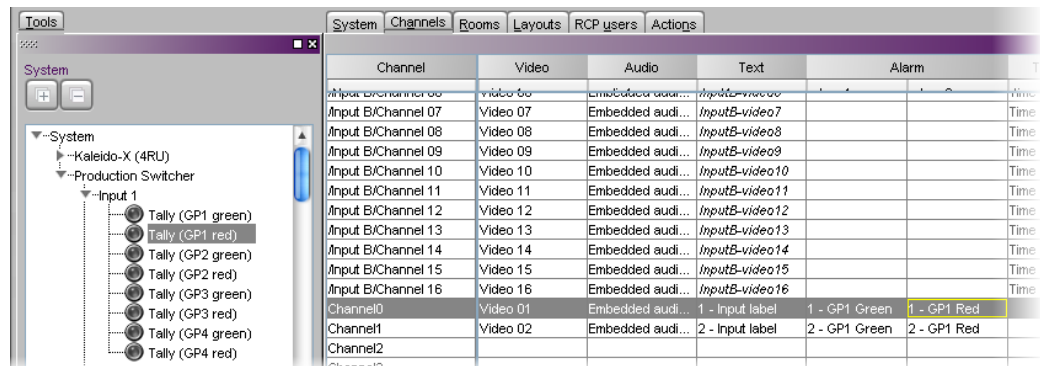 Tools
System Channels Rooms Layouts RCP users Actions
System
Channel Video Audio Text Alarm
/Input B/Channel 07 Video 07 Embedded audi... InputB-video7 Time
/Input B/Channel 08 Video 08 Embedded audi... InputB-video8 Time
/Input B/Channel 09 Video 09 Embedded audi... InputB-video9 Time
/Input B/Channel 10 Video 10 Embedded audi... InputB-video10 Time
/Input B/Channel 11 Video 11 Embedded audi... InputB-video11 Time
/Input B/Channel 12 Video 12 Embedded audi... InputB-video12 Time
/Input B/Channel 13 Video 13 Embedded audi... InputB-video13 Time
/Input B/Channel 14 Video 14 Embedded audi... InputB-video14 Time
/Input B/Channel 15 Video 15 Embedded audi... InputB-video15 Time
/Input B/Channel 16 Video 16 Embedded audi... InputB-video16 Time
Channel0 Video 01 Embedded audi... 1 - Input label 1 - GP1 Green 1 - GP1 Red
Channel1 Video 02 Embedded audi... 2 - Input label 2 - GP1 Green 2 - GP1 Red
Channel2
System
Kaleido-X (4RU)
Production Switcher
Input 1
Tally (GP1 green)
Tally (GP1 red)
Tally (GP2 green)
Tally (GP2 red)
Tally (GP3 green)
Tally (GP3 red)
Tally (GP4 green)
Tally (GP4 red)